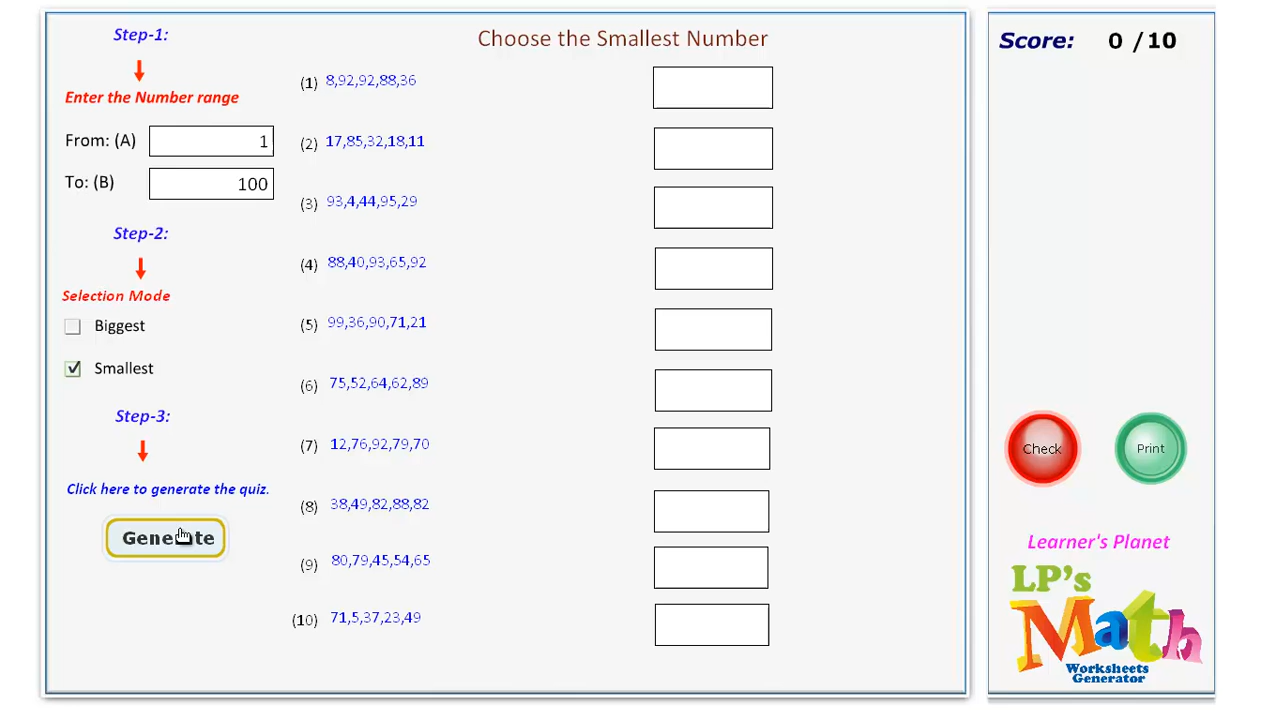 Step-1:
Enter the Number range
From: (A) 1
To: (B) 100
Step-2:
Selection Mode
Biggest
Smallest
Step-3:
Click here to generate the quiz.
Generate
Choose the Smallest Number
(1) 8,92,92,88,36
(2) 17,85,32,18,11
(3) 93,4,44,95,29
(4) 88,40,93,65,92
(5) 99,36,90,71,21
(6) 75,52,64,62,89
(7) 12,76,92,79,70
(8) 38,49,82,88,82
(9) 80,79,45,54,65
(10) 71,5,37,23,49
Score: 0 /10
Check
Print
Learner's Planet
LP's
Math
Worksheets
Generator